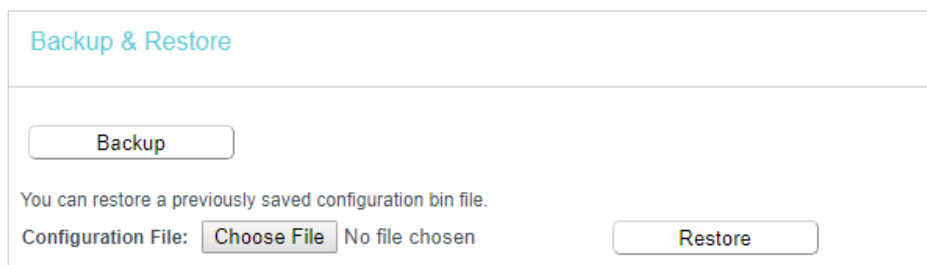 Backup & Restore
Backup
You can restore a previously saved configuration bin file.
Configuration File: Choose File No file chosen Restore